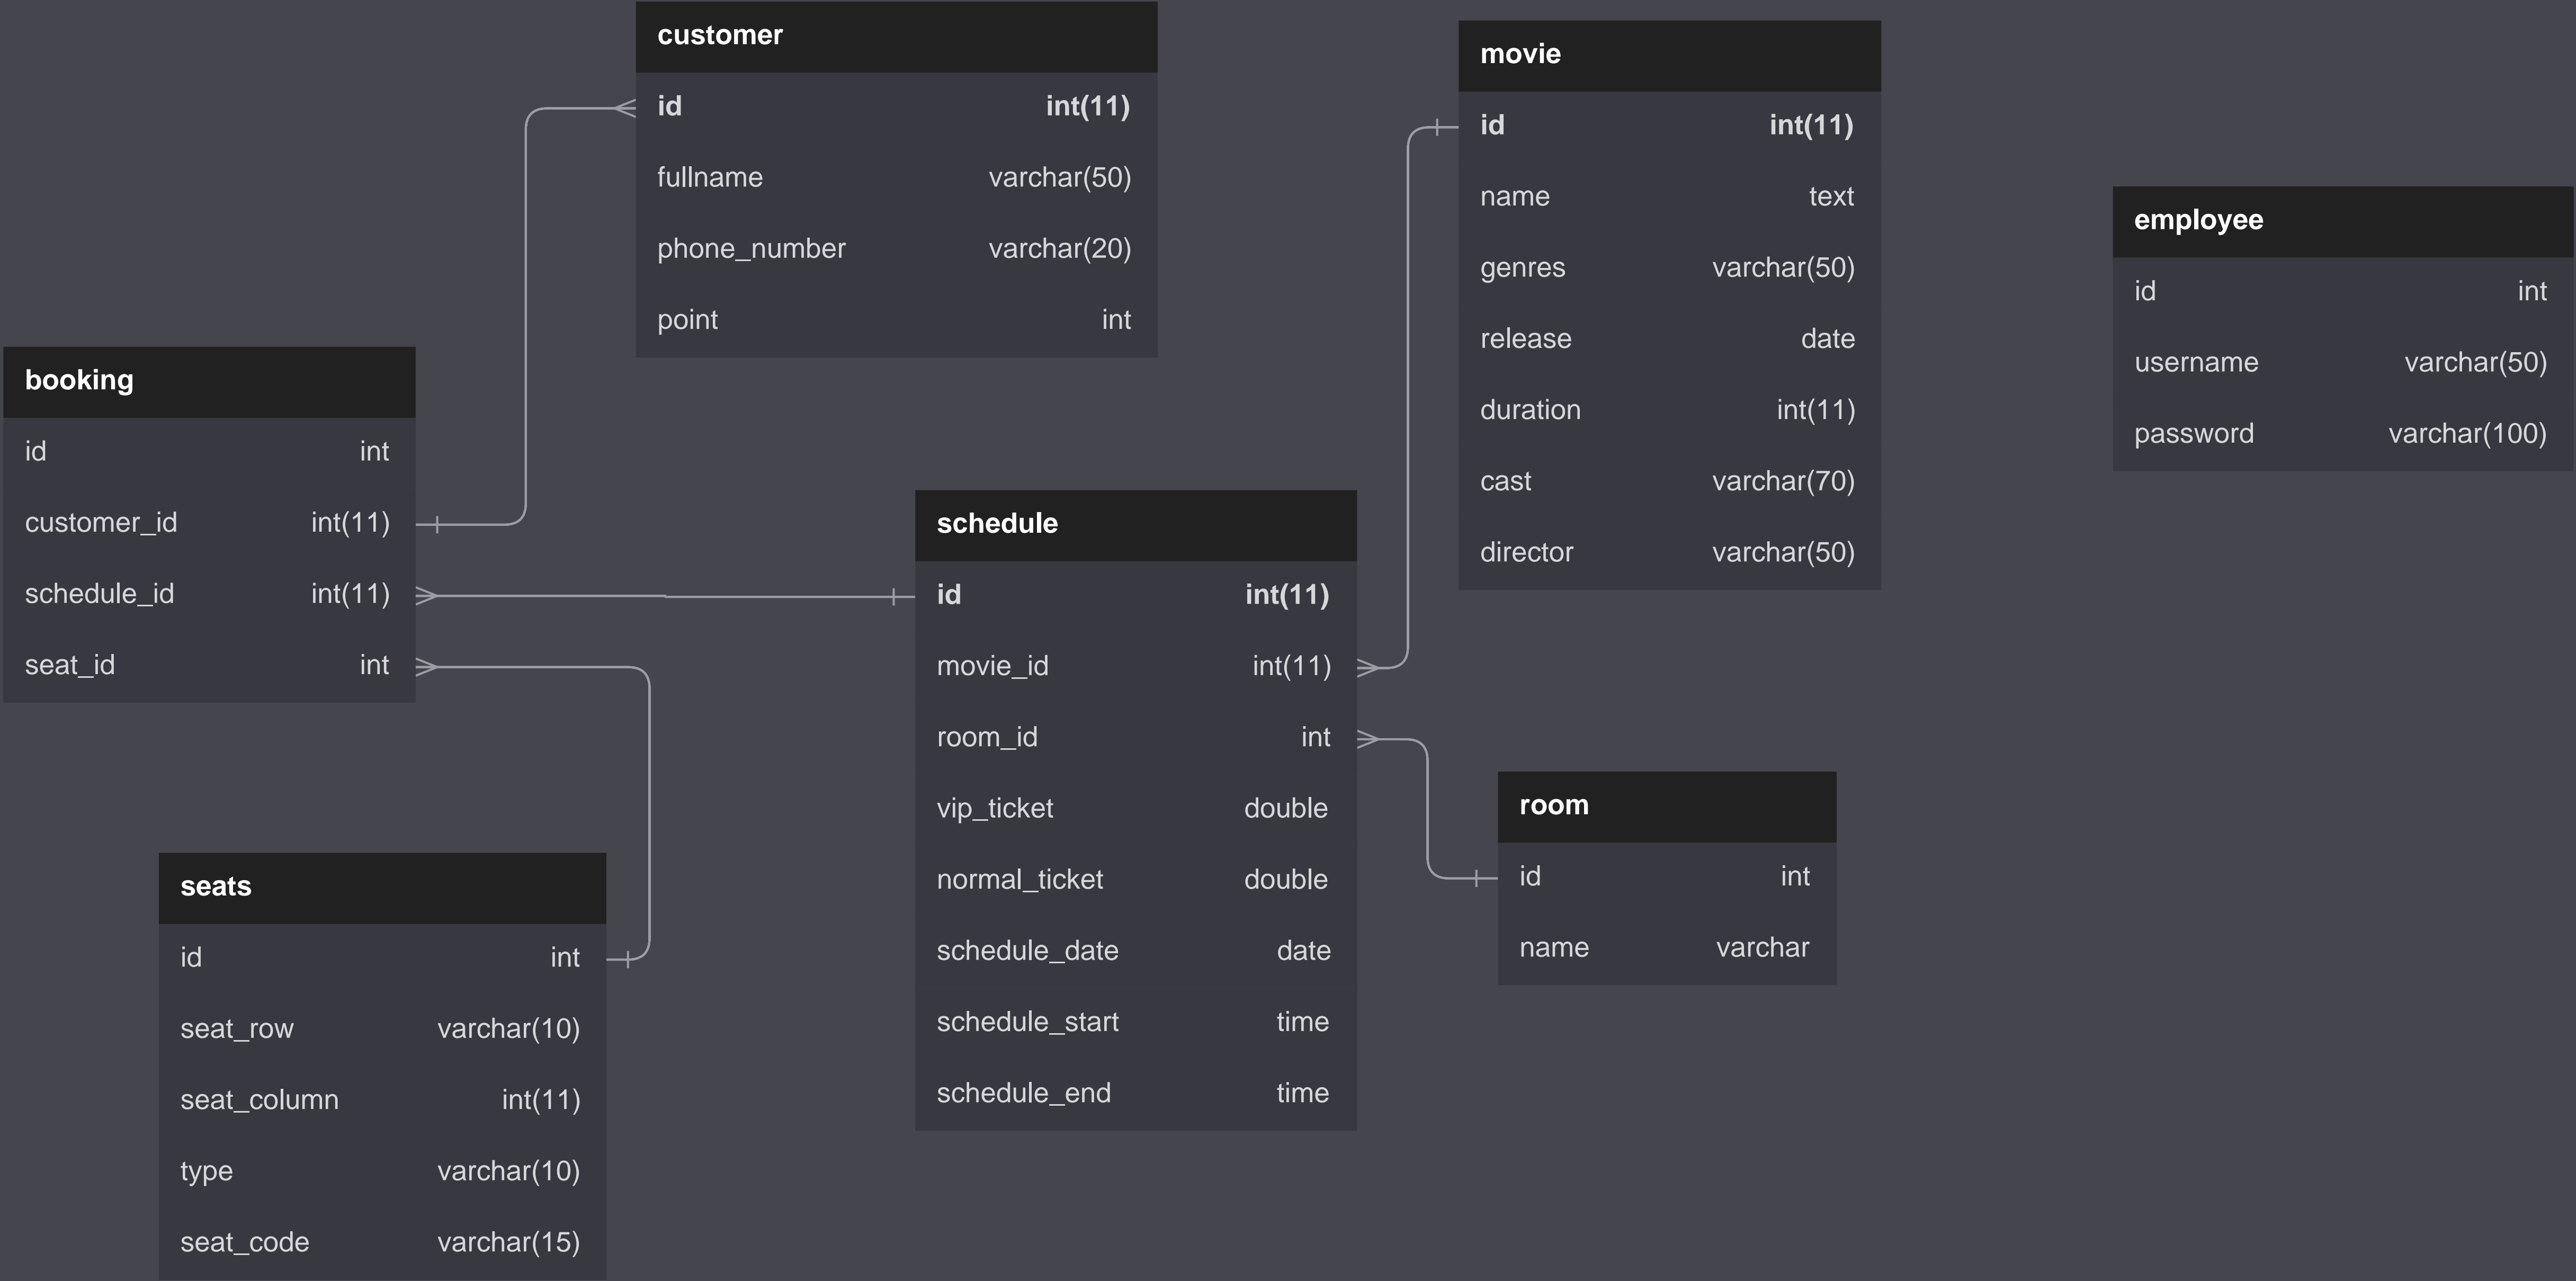 customer
id int(11)
fullname varchar(50)
phone_number varchar(20)
point int
movie
id int(11)
name text
genres varchar(50)
release date
duration int(11)
cast varchar(70)
director varchar(50)
employee
id int
username varchar(50)
password varchar(100)
booking
id int
customer_id int(11)
schedule_id int(11)
seat_id int
schedule
id int(11)
movie_id int(11)
room_id int
vip_ticket double
normal_ticket double
schedule_date date
schedule_start time
schedule_end time
room
id int
name varchar
seats
id int
seat_row varchar(10)
seat_column int(11)
type varchar(10)
seat_code varchar(15)